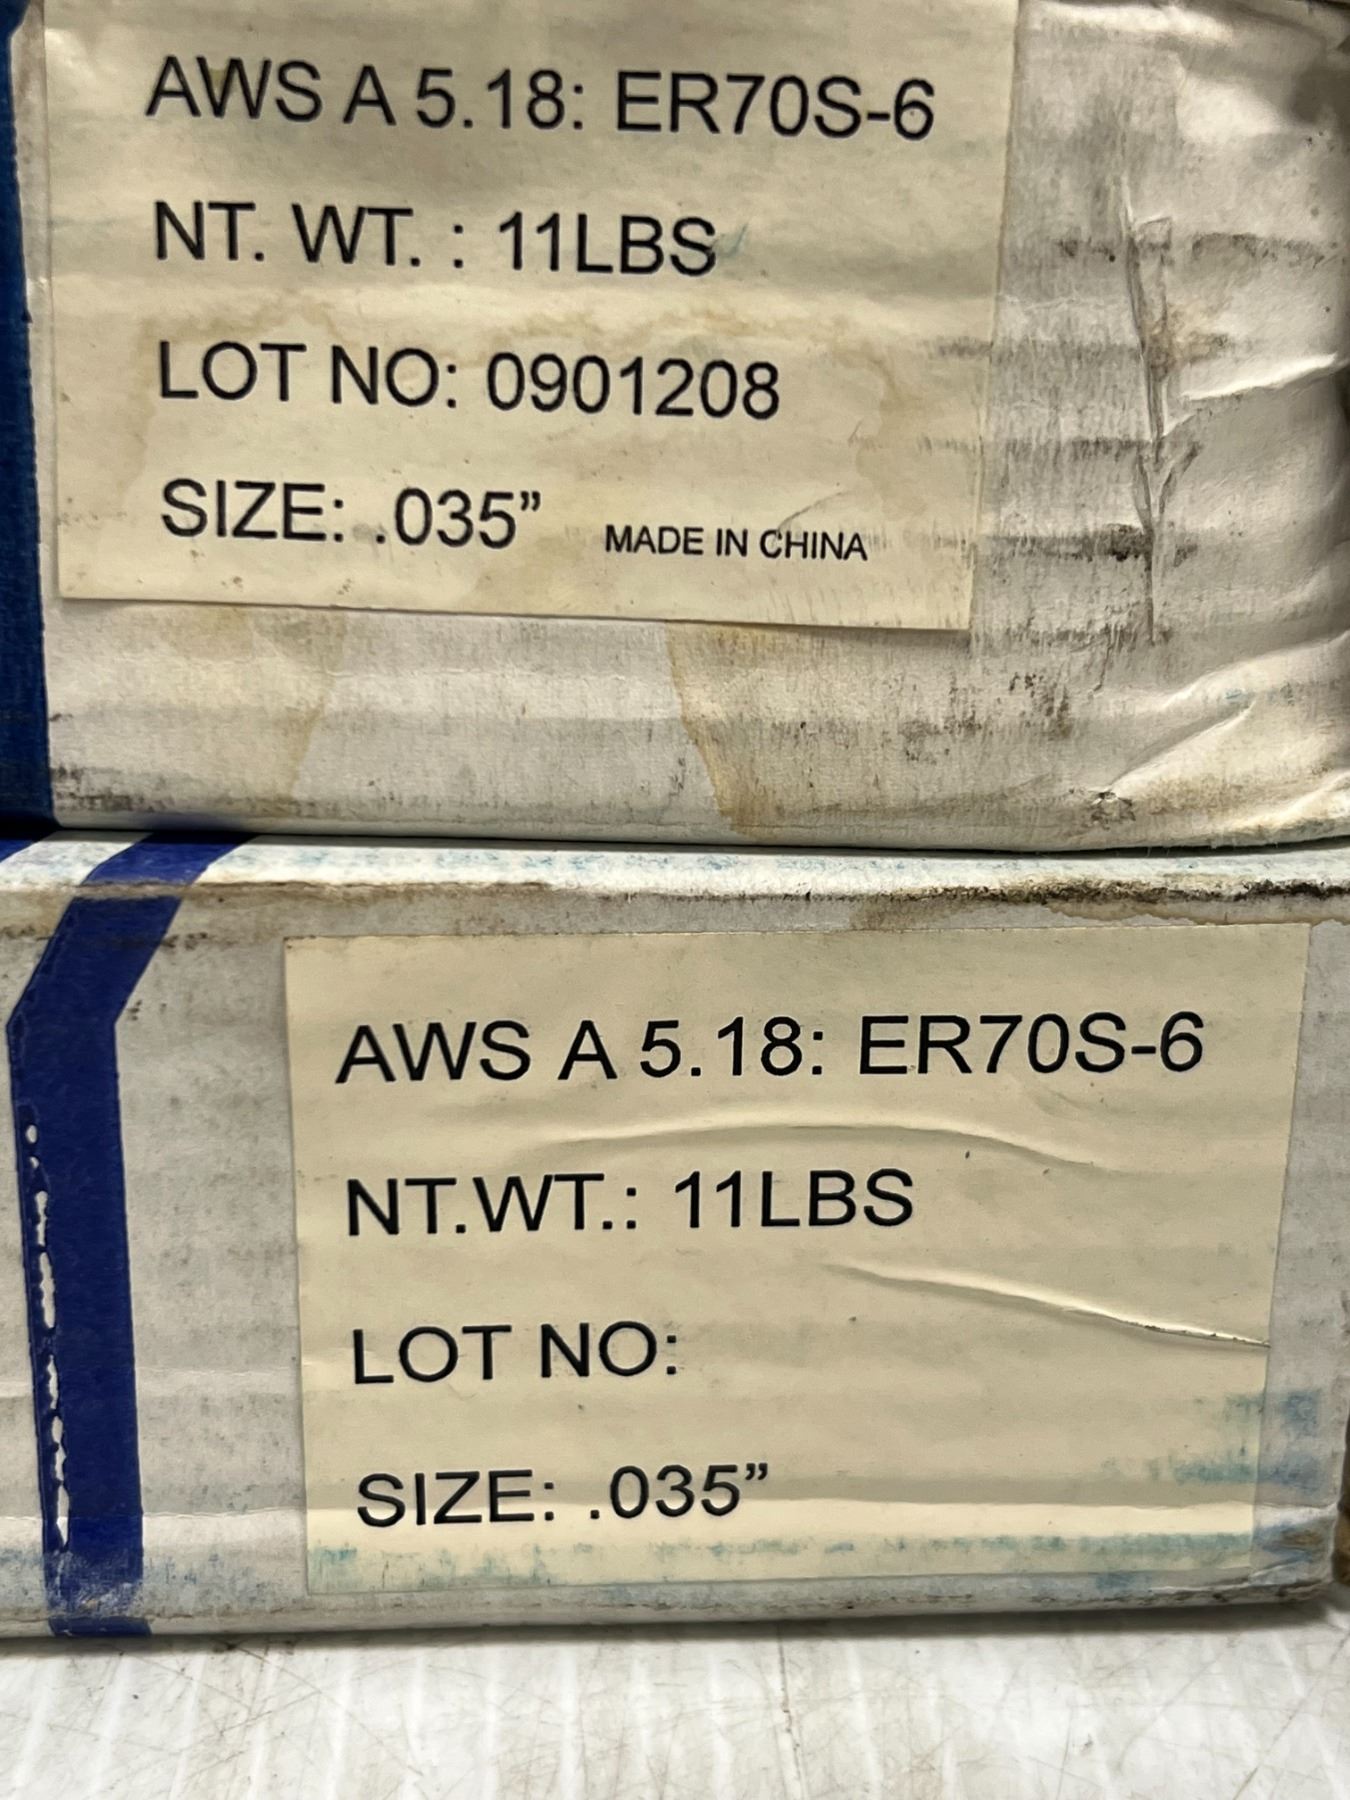 AWS A 5.18: ER70S-6
NT. WT. : 11LBS
LOT NO: 0901208
SIZE: .035” MADE IN CHINA
AWS A 5.18: ER70S-6
NT.WT.: 11LBS
LOT NO:
SIZE: .035”